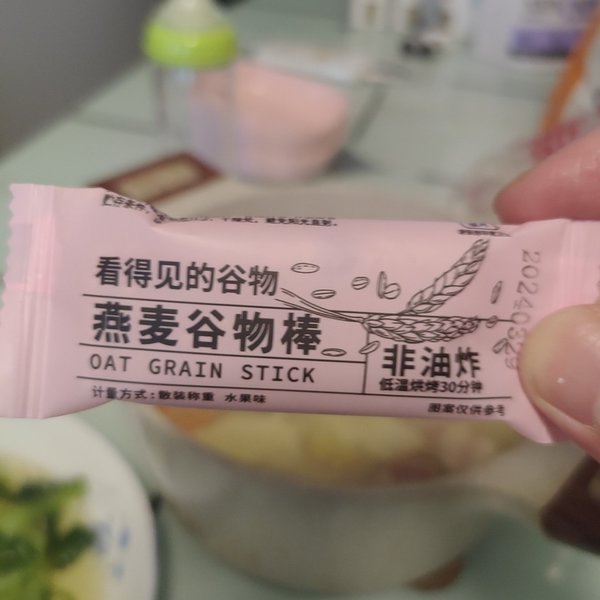 看得见的谷物
燕麦谷物棒
OAT GRAIN STICK
非油炸
低温烘烤30分钟
计量方式：散装称重 水果味
图案仅供参考
20240329